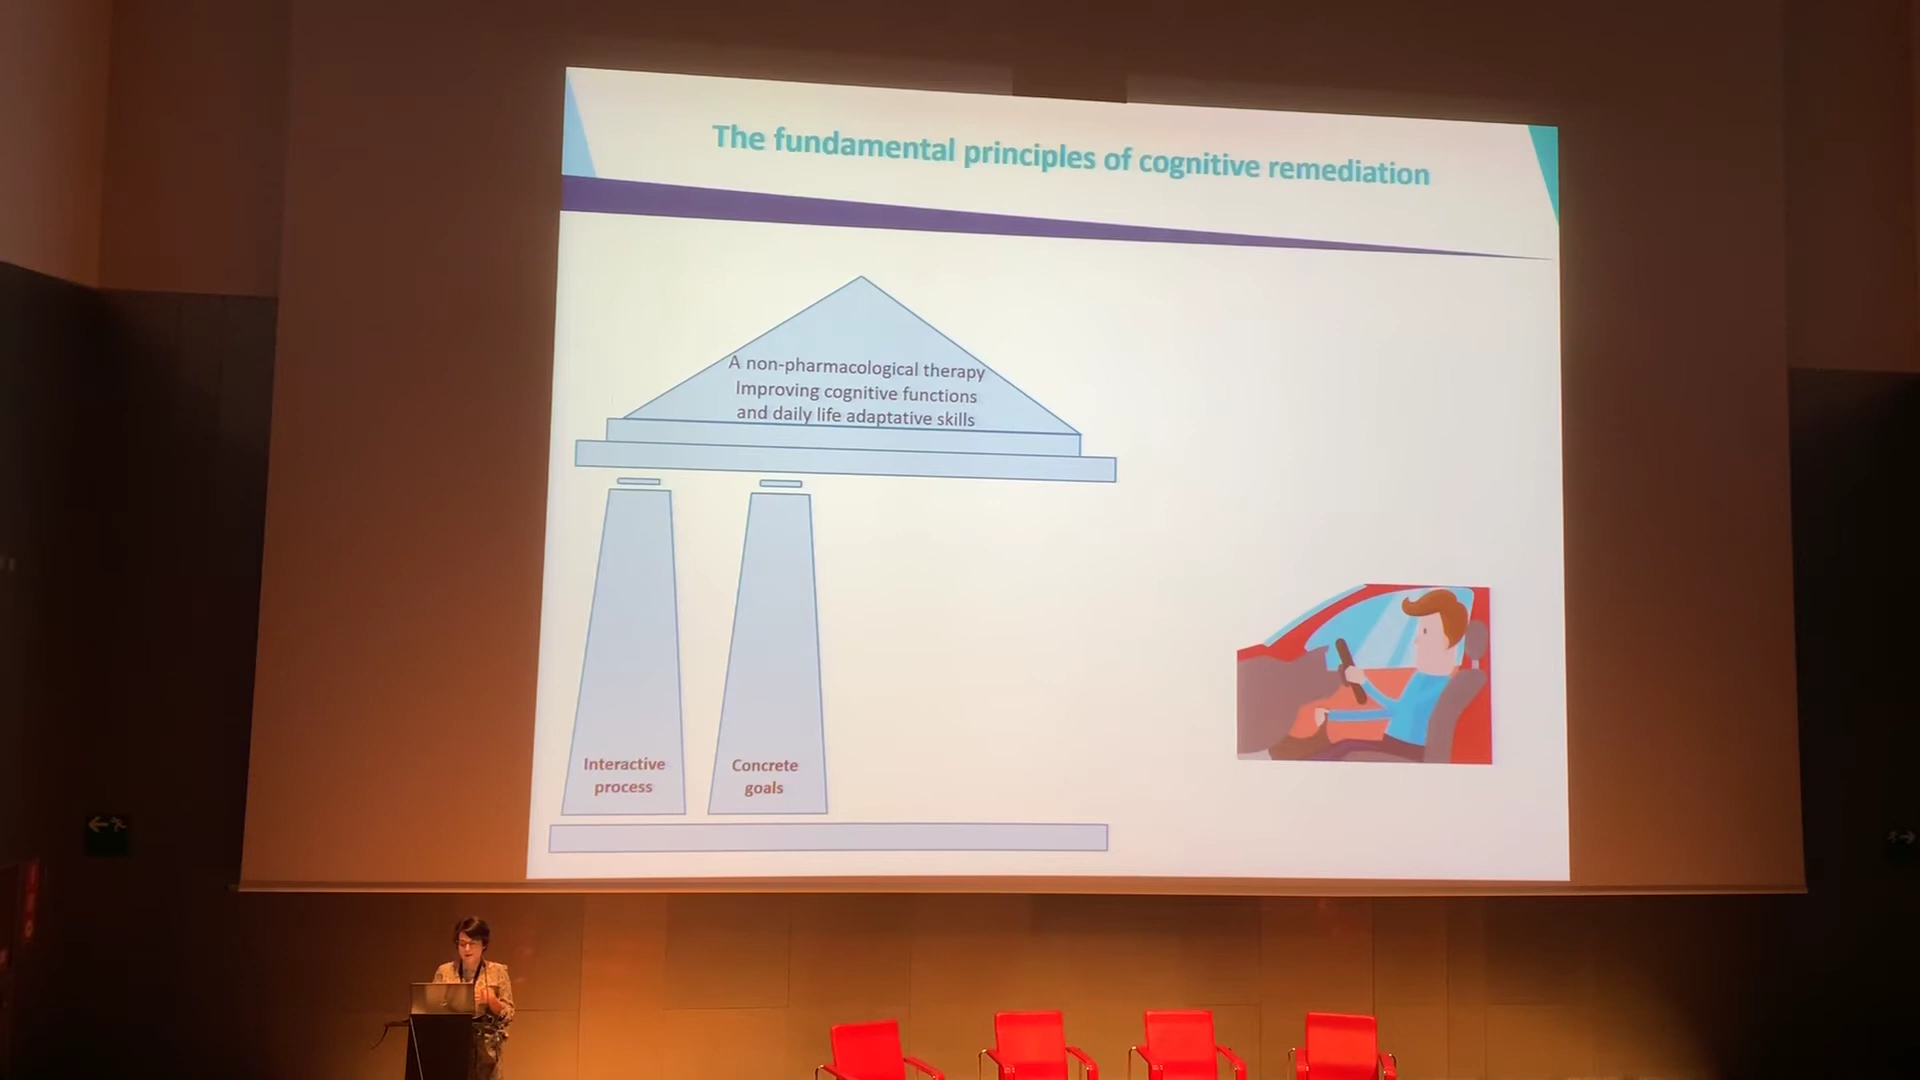 The fundamental principles of cognitive remediation
A non-pharmacological therapy
Improving cognitive functions
and daily life adaptative skills
Interactive
process
Concrete
goals